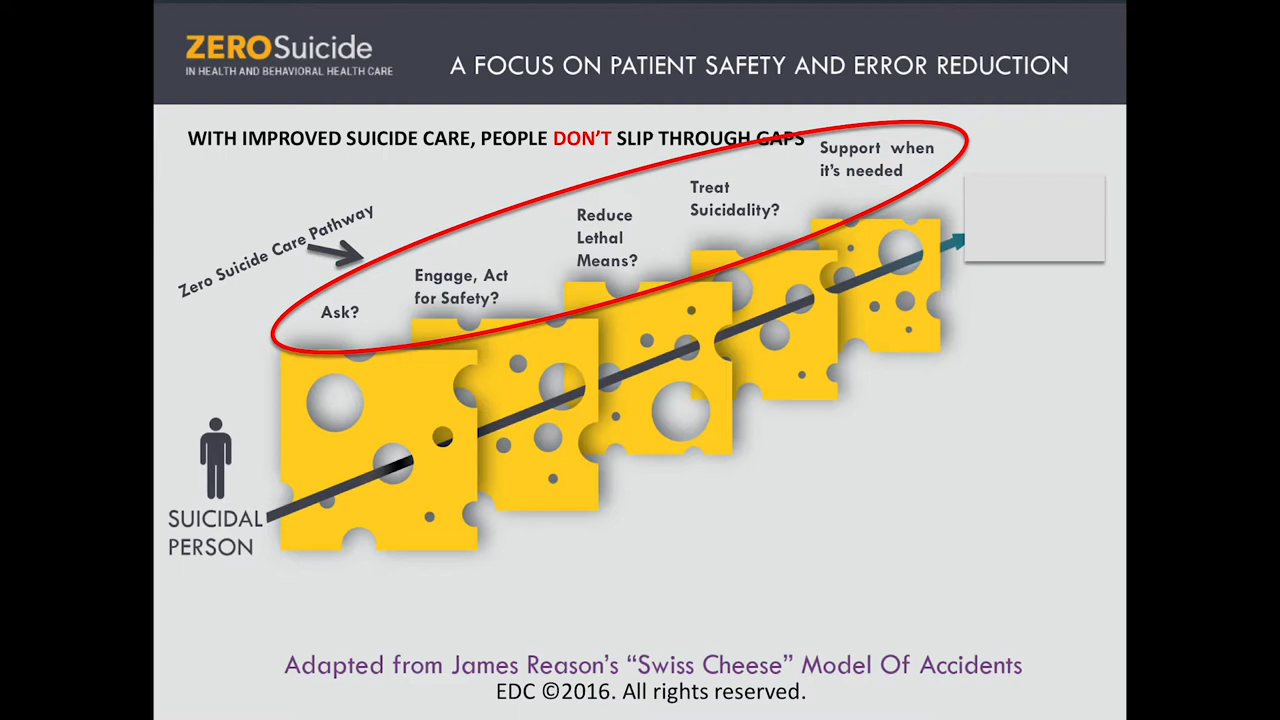 ZEROSuicide
IN HEALTH AND BEHAVIORAL HEALTH CARE
A FOCUS ON PATIENT SAFETY AND ERROR REDUCTION
WITH IMPROVED SUICIDE CARE, PEOPLE DON'T SLIP THROUGH GAPS
Zero Suicide Care Pathway
Ask?
Engage, Act
for Safety?
Reduce
Lethal
Means?
Treat
Suicidality?
Support when
it's needed
SUICIDAL
PERSON
Adapted from James Reason's “Swiss Cheese” Model Of Accidents
EDC ©2016. All rights reserved.